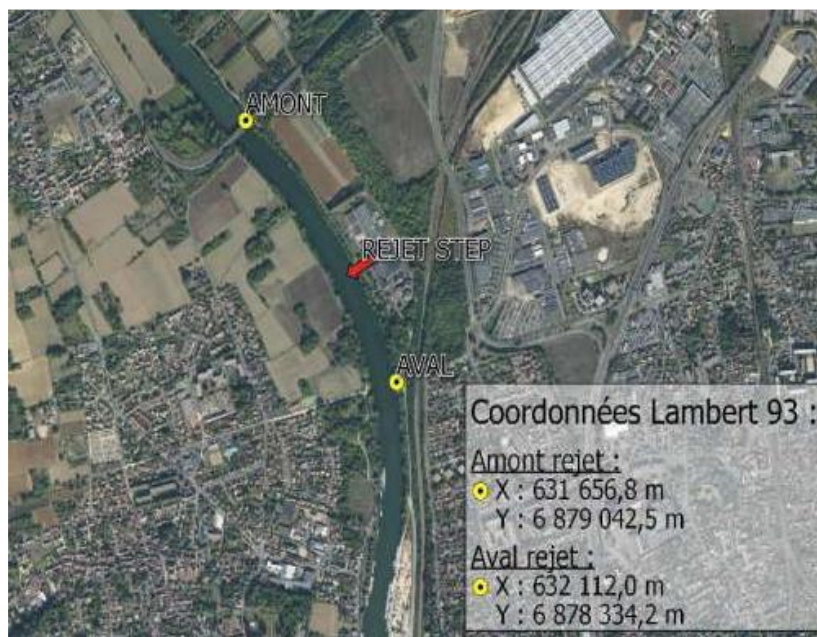 AMONT
REJET STEP
AVAL
Coordonnées Lambert 93 :
Amont rejet :
X : 631 656,8 m
Y : 6 879 042,5 m
Aval rejet :
X : 632 112,0 m
Y : 6 878 334,2 m